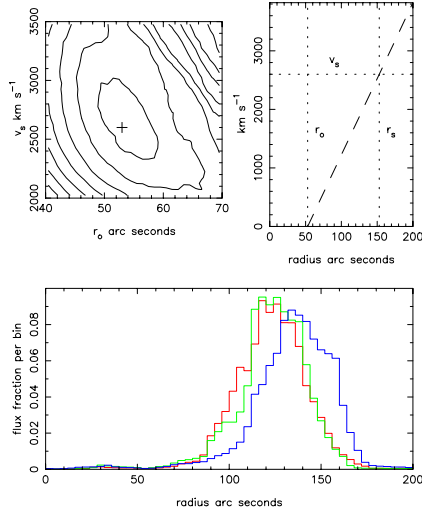 3500
3000
2500
2000
v_s km s^-1
40 50 60 70
r_o arc seconds
3000
2000
1000
0
km s^-1
v_s
r_o
r_s
0 50 100 150 200
radius arc seconds
0.08
0.06
0.04
0.02
0
flux fraction per bin
0 50 100 150 200
radius arc seconds